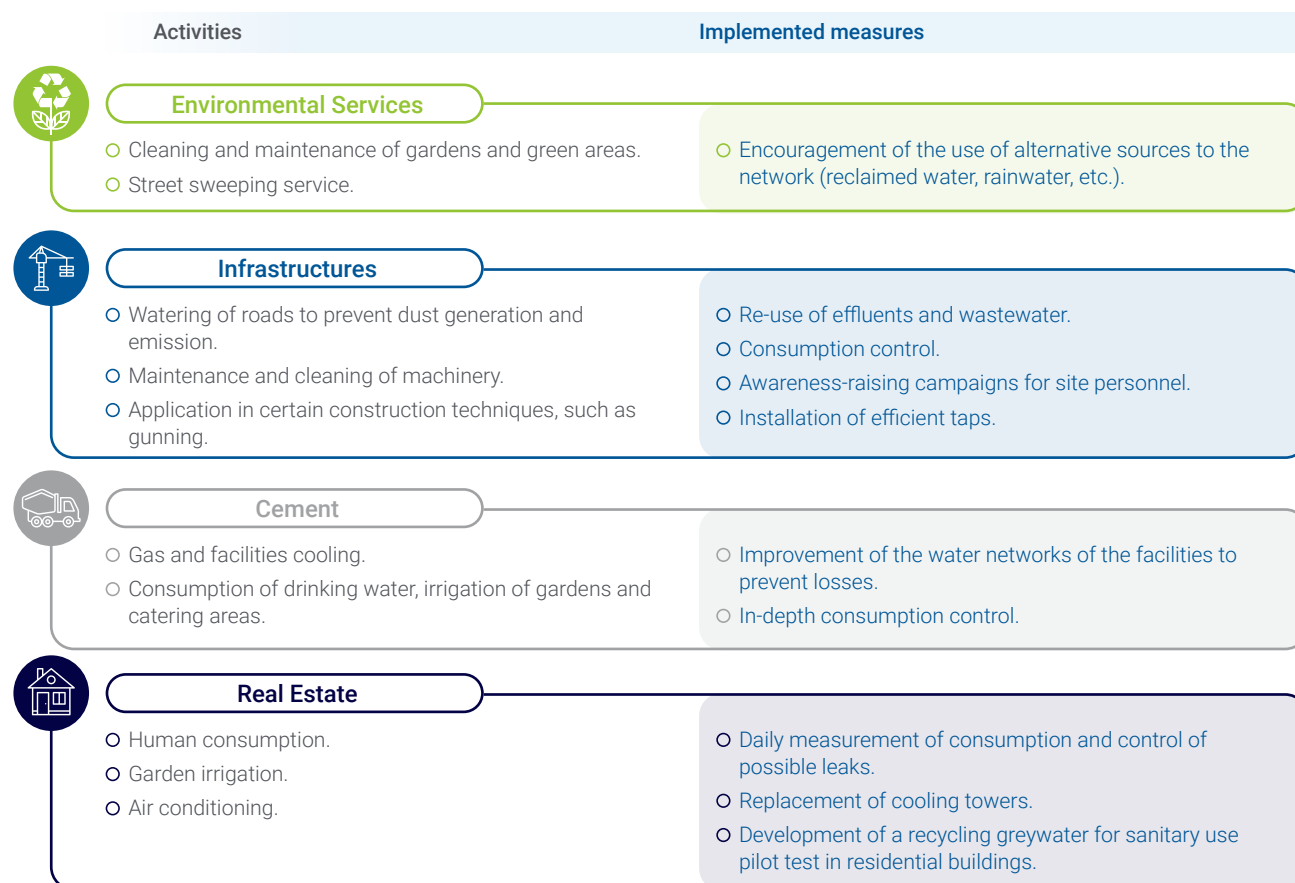 Activities
Implemented measures
Environmental Services
Cleaning and maintenance of gardens and green areas.
Street sweeping service.
Encouragement of the use of alternative sources to the
network (reclaimed water, rainwater, etc.).
Infrastructures
Watering of roads to prevent dust generation and
emission.
Maintenance and cleaning of machinery.
Application in certain construction techniques, such as
gunning.
Re-use of effluents and wastewater.
Consumption control.
Awareness-raising campaigns for site personnel.
Installation of efficient taps.
Cement
Gas and facilities cooling.
Consumption of drinking water, irrigation of gardens and
catering areas.
Improvement of the water networks of the facilities to
prevent losses.
In-depth consumption control.
Real Estate
Human consumption.
Garden irrigation.
Air conditioning.
Daily measurement of consumption and control of
possible leaks.
Replacement of cooling towers.
Development of a recycling greywater for sanitary use
pilot test in residential buildings.